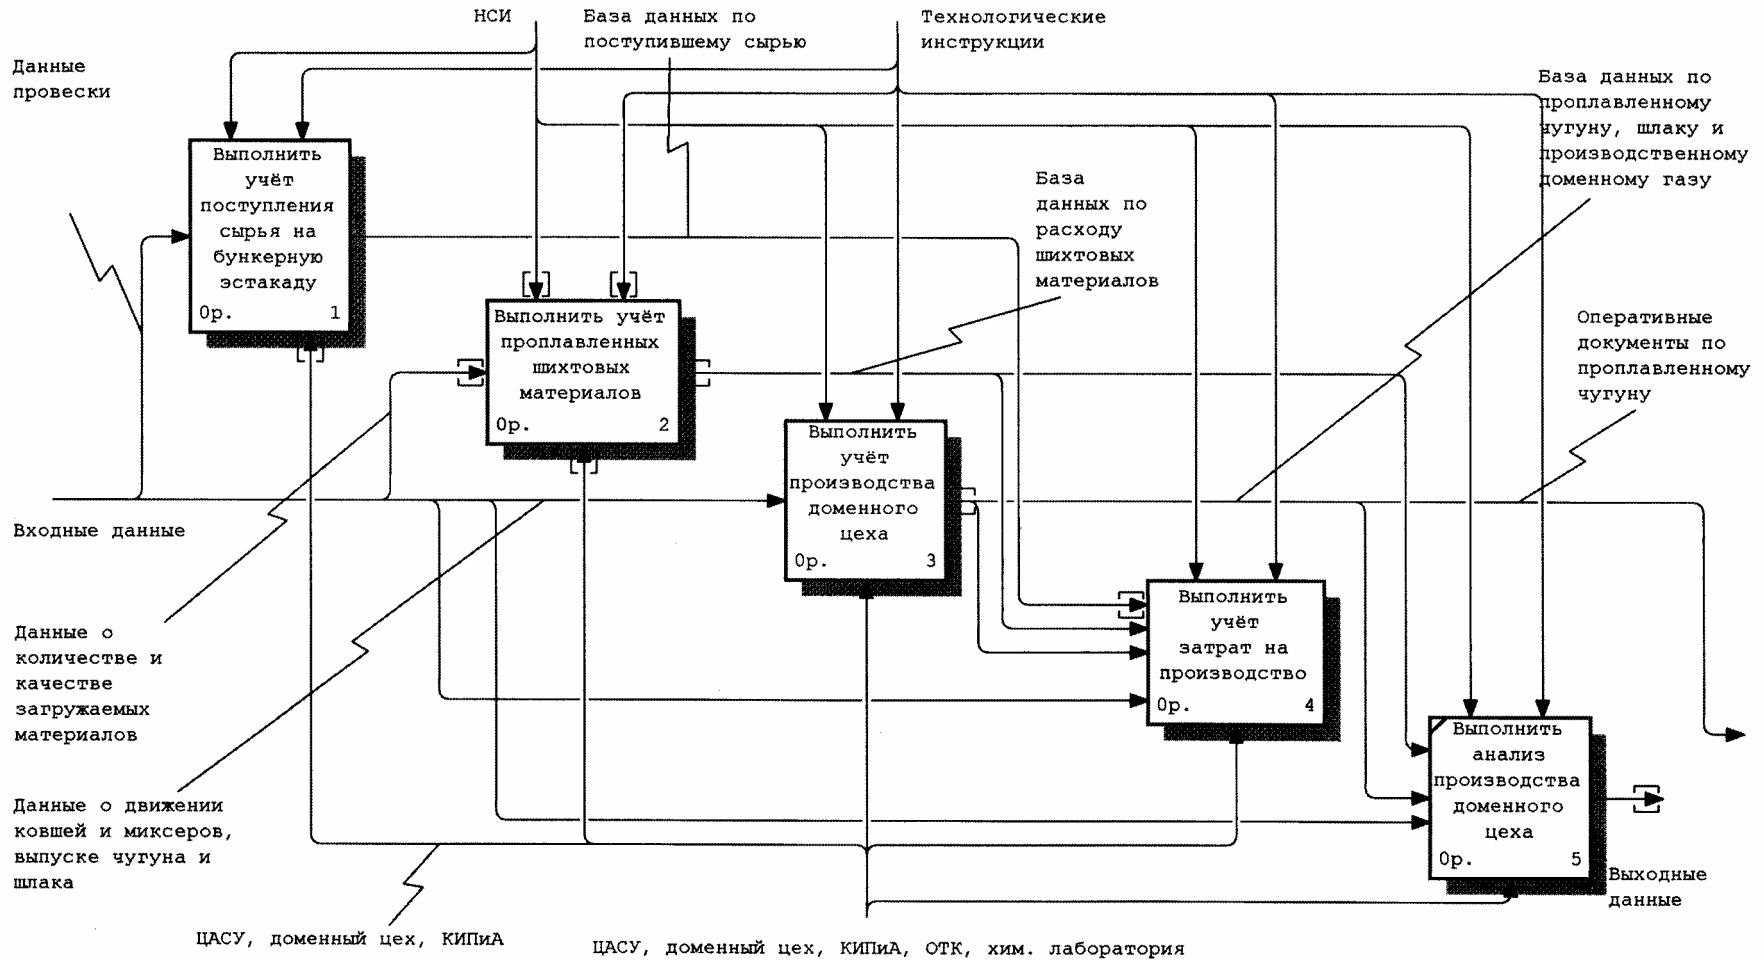 НСИ
База данных по
поступившему сырью
Технологические
инструкции
Данные
провески
База данных по
проплавленному
чугуну, шлаку и
производственному
доменному газу
Выполнить
учёт
поступления
сырья на
бункерную
эстакаду
0р. 1
База
данных по
расходу
шихтовых
материалов
Выполнить учёт
проплавленных
шихтовых
материалов
0р. 2
Оперативные
документы по
проплавленному
чугуну
Выполнить
учёт
производства
доменного
цеха
0р. 3
Входные данные
Выполнить
учёт
затрат на
производство
0р. 4
Данные о
количестве и
качестве
загружаемых
материалов
Выполнить
анализ
производства
доменного
цеха
0р. 5
Данные о движении
ковшей и миксеров,
выпуске чугуна и
шлака
Выходные
данные
ЦАСУ, доменный цех, КИПиА
ЦАСУ, доменный цех, КИПиА, ОТК, хим. лаборатория